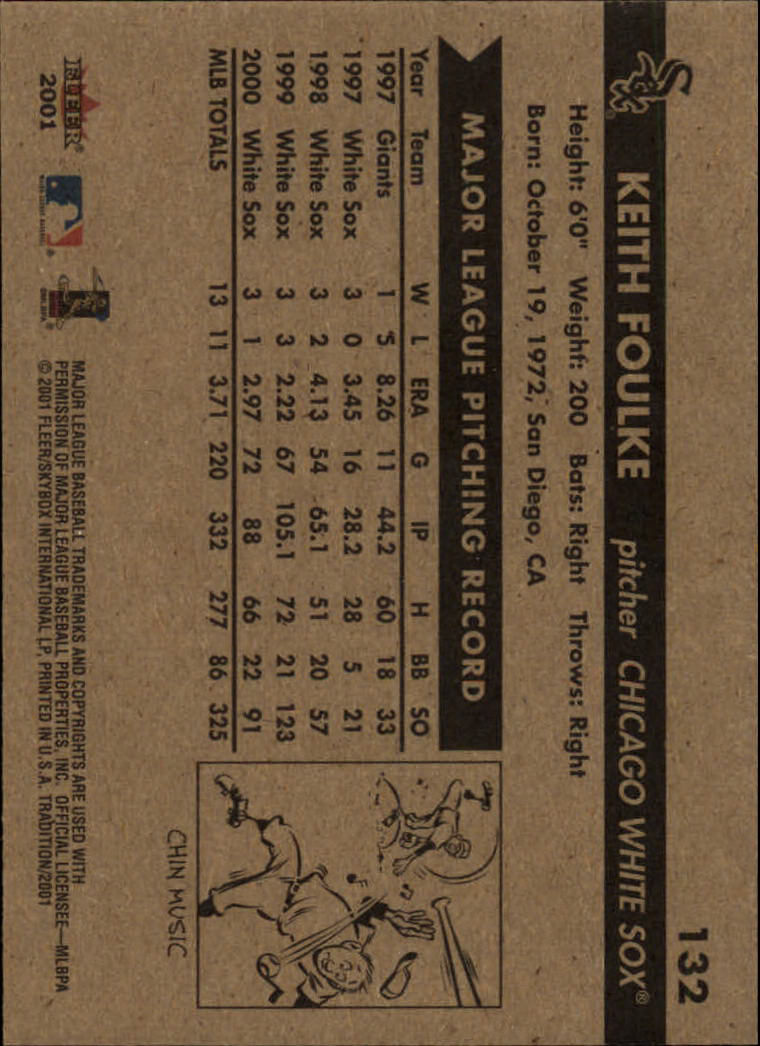 132
KEITH FOULKE pitcher CHICAGO WHITE SOX®
Height: 6'0" Weight: 200 Bats: Right Throws: Right
Born: October 19, 1972, San Diego, CA
MAJOR LEAGUE PITCHING RECORD
Year Team W L ERA G IP H BB SO
1997 Giants 1 5 8.26 11 44.2 60 18 33
1997 White Sox 3 0 3.45 16 28.2 28 5 21
1998 White Sox 3 2 4.13 54 65.1 51 20 57
1999 White Sox 3 3 2.22 67 105.1 72 21 123
2000 White Sox 3 1 2.97 72 88 66 22 91
MLB TOTALS 13 11 3.71 220 332 277 86 325
CHIN MUSIC
FLEER®
2001
MAJOR LEAGUE BASEBALL TRADEMARKS AND COPYRIGHTS ARE USED WITH
PERMISSION OF MAJOR LEAGUE BASEBALL PROPERTIES, INC. OFFICIAL LICENSEE—MLBPA
© 2001 FLEER/SKYBOX INTERNATIONAL LP, PRINTED IN U.S.A. TRADITION/2001